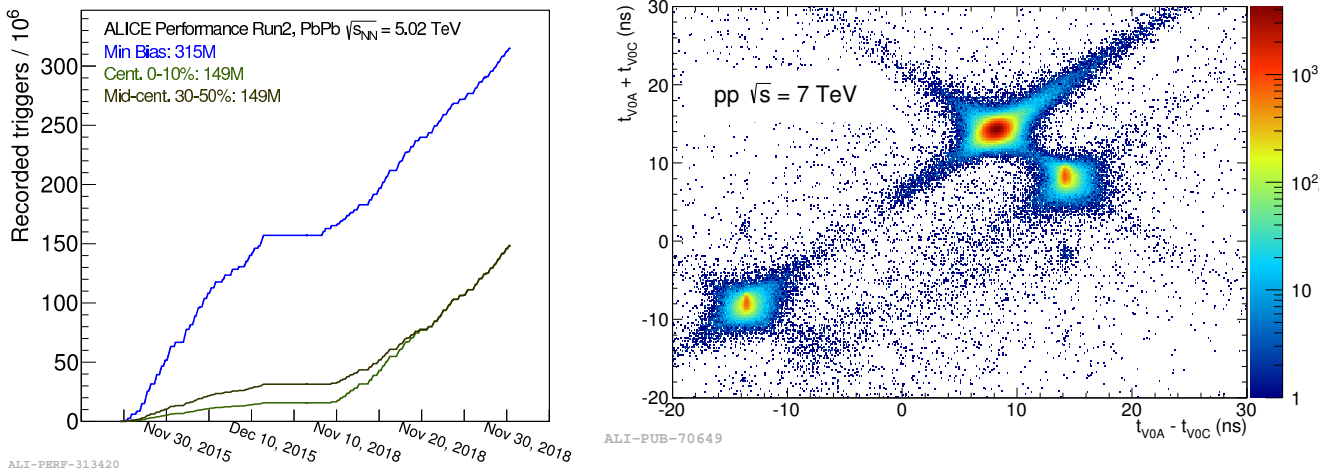 ALICE Performance Run2, PbPb √sNN = 5.02 TeV
Min Bias: 315M
Cent. 0-10%: 149M
Mid-cent. 30-50%: 149M
Recorded triggers / 10⁶
300
250
200
150
100
50
0
Nov 30, 2015
Dec 10, 2015
Nov 10, 2018
Nov 20, 2018
Nov 30, 2018
ALI-PERF-313420
pp √s = 7 TeV
tV0A + tV0C (ns)
30
20
10
0
-10
-20
-20
-10
0
10
20
30
tV0A - tV0C (ns)
10³
10²
10
1
ALI-PUB-70649